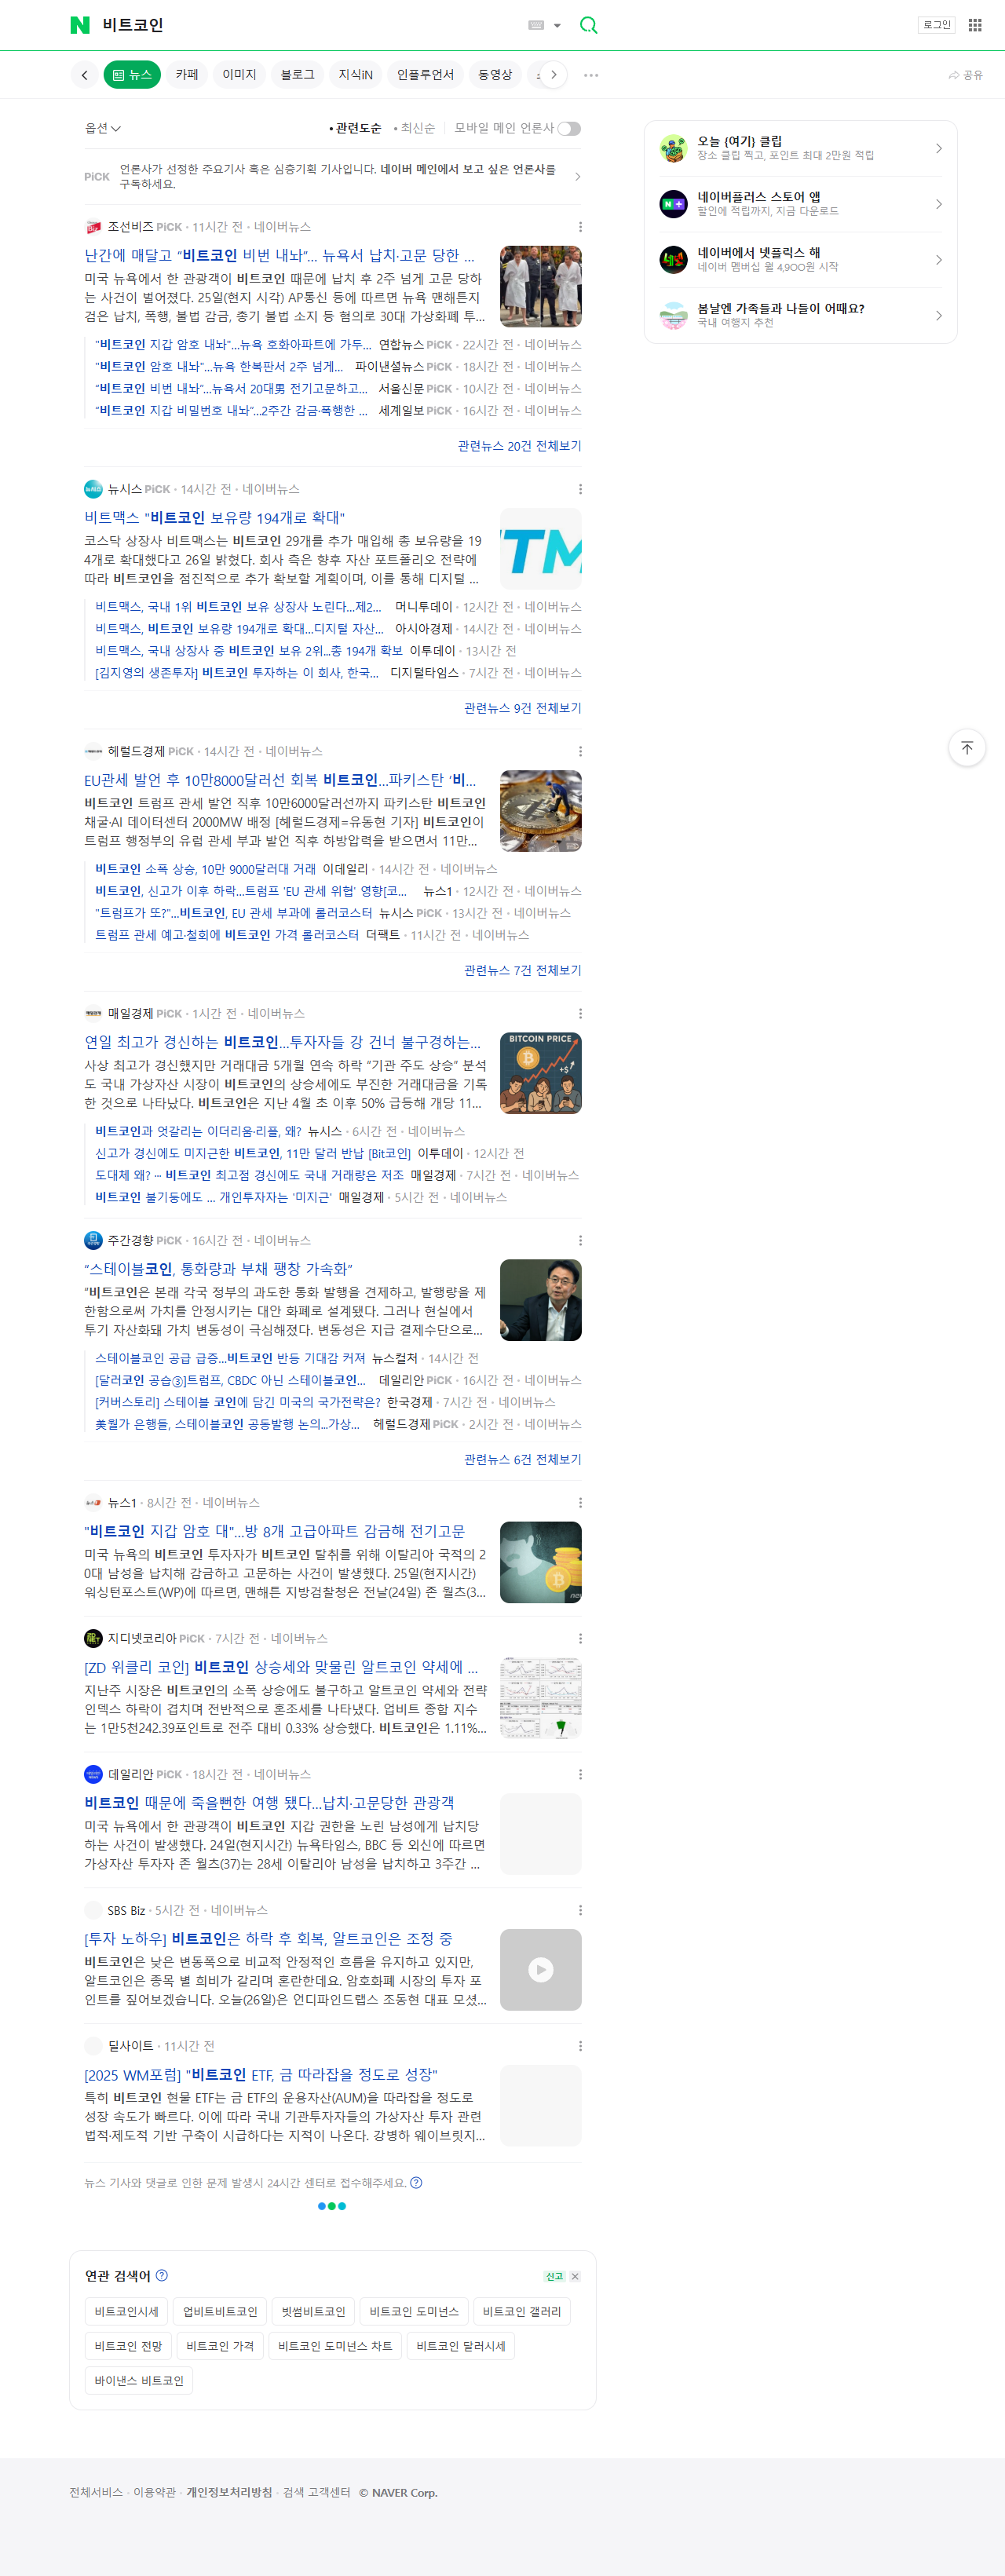 비트코인
로그인
뉴스
카페
이미지
블로그
지식iN
인플루언서
동영상
공유
옵션
관련도순
최신순
모바일 메인 언론사
PiCK
언론사가 선정한 주요기사 혹은 심층기획 기사입니다. 네이버 메인에서 보고 싶은 언론사를
구독하세요.
조선비즈 PiCK · 11시간 전 · 네이버뉴스
난간에 매달고 “비트코인 비번 내놔”... 뉴욕서 납치·고문 당한 ...
미국 뉴욕에서 한 관광객이 비트코인 때문에 납치 후 2주 넘게 고문 당하
는 사건이 벌어졌다. 25일(현지 시각) AP통신 등에 따르면 뉴욕 맨해튼지
검은 납치, 폭행, 불법 감금, 총기 불법 소지 등 혐의로 30대 가상화폐 투...
"비트코인 지갑 암호 내놔"...뉴욕 호화아파트에 가두... 연합뉴스 PiCK · 22시간 전 · 네이버뉴스
"비트코인 암호 내놔"...뉴욕 한복판서 2주 넘게... 파이낸셜뉴스 PiCK · 18시간 전 · 네이버뉴스
“비트코인 비번 내놔”...뉴욕서 20대男 전기고문하고... 서울신문 PiCK · 10시간 전 · 네이버뉴스
“비트코인 지갑 비밀번호 내놔”...2주간 감금·폭행한 ... 세계일보 PiCK · 16시간 전 · 네이버뉴스
관련뉴스 20건 전체보기
뉴시스 PiCK · 14시간 전 · 네이버뉴스
비트맥스 "비트코인 보유량 194개로 확대"
코스닥 상장사 비트맥스는 비트코인 29개를 추가 매입해 총 보유량을 19
4개로 확대했다고 26일 밝혔다. 회사 측은 향후 자산 포트폴리오 전략에
따라 비트코인을 점진적으로 추가 확보할 계획이며, 이를 통해 디지털 ...
TM
비트맥스, 국내 1위 비트코인 보유 상장사 노린다...제2... 머니투데이 · 12시간 전 · 네이버뉴스
비트맥스, 비트코인 보유량 194개로 확대...디지털 자산... 아시아경제 · 14시간 전 · 네이버뉴스
비트맥스, 국내 상장사 중 비트코인 보유 2위...총 194개 확보 이투데이 · 13시간 전
[김지영의 생존투자] 비트코인 투자하는 이 회사, 한국... 디지털타임스 · 7시간 전 · 네이버뉴스
관련뉴스 9건 전체보기
헤럴드경제 PiCK · 14시간 전 · 네이버뉴스
EU관세 발언 후 10만8000달러선 회복 비트코인...파키스탄 ‘비...
비트코인 트럼프 관세 발언 직후 10만6000달러선까지 파키스탄 비트코인
채굴·AI 데이터센터 2000MW 배정 [헤럴드경제=유동현 기자] 비트코인이
트럼프 행정부의 유럽 관세 부과 발언 직후 하방압력을 받으면서 11만...
비트코인 소폭 상승, 10만 9000달러대 거래 이데일리 · 14시간 전 · 네이버뉴스
비트코인, 신고가 이후 하락...트럼프 'EU 관세 위협' 영향[코... 뉴스1 · 12시간 전 · 네이버뉴스
"트럼프가 또?"...비트코인, EU 관세 부과에 롤러코스터 뉴시스 PiCK · 13시간 전 · 네이버뉴스
트럼프 관세 예고·철회에 비트코인 가격 롤러코스터 더팩트 · 11시간 전 · 네이버뉴스
관련뉴스 7건 전체보기
매일경제 PiCK · 1시간 전 · 네이버뉴스
연일 최고가 경신하는 비트코인...투자자들 강 건너 불구경하는...
사상 최고가 경신했지만 거래대금 5개월 연속 하락 “기관 주도 상승” 분석
도 국내 가상자산 시장이 비트코인의 상승세에도 부진한 거래대금을 기록
한 것으로 나타났다. 비트코인은 지난 4월 초 이후 50% 급등해 개당 11...
BITCOIN PRICE
+$
비트코인과 엇갈리는 이더리움·리플, 왜? 뉴시스 · 6시간 전 · 네이버뉴스
신고가 경신에도 미지근한 비트코인, 11만 달러 반납 [Bit코인] 이투데이 · 12시간 전
도대체 왜? ··· 비트코인 최고점 경신에도 국내 거래량은 저조 매일경제 · 7시간 전 · 네이버뉴스
비트코인 불기둥에도 ... 개인투자자는 '미지근' 매일경제 · 5시간 전 · 네이버뉴스
주간경향 PiCK · 16시간 전 · 네이버뉴스
“스테이블코인, 통화량과 부채 팽창 가속화”
“비트코인은 본래 각국 정부의 과도한 통화 발행을 견제하고, 발행량을 제
한함으로써 가치를 안정시키는 대안 화폐로 설계됐다. 그러나 현실에서
투기 자산화돼 가치 변동성이 극심해졌다. 변동성은 지급 결제수단으로...
스테이블코인 공급 급증...비트코인 반등 기대감 커져 뉴스컬처 · 14시간 전
[달러코인 공습③]트럼프, CBDC 아닌 스테이블코인... 데일리안 PiCK · 16시간 전 · 네이버뉴스
[커버스토리] 스테이블 코인에 담긴 미국의 국가전략은? 한국경제 · 7시간 전 · 네이버뉴스
美월가 은행들, 스테이블코인 공동발행 논의...가상... 헤럴드경제 PiCK · 2시간 전 · 네이버뉴스
관련뉴스 6건 전체보기
뉴스1 · 8시간 전 · 네이버뉴스
"비트코인 지갑 암호 대"...방 8개 고급아파트 감금해 전기고문
미국 뉴욕의 비트코인 투자자가 비트코인 탈취를 위해 이탈리아 국적의 2
0대 남성을 납치해 감금하고 고문하는 사건이 발생했다. 25일(현지시간)
워싱턴포스트(WP)에 따르면, 맨해튼 지방검찰청은 전날(24일) 존 월츠(3...
지디넷코리아 PiCK · 7시간 전 · 네이버뉴스
[ZD 위클리 코인] 비트코인 상승세와 맞물린 알트코인 약세에 ...
지난주 시장은 비트코인의 소폭 상승에도 불구하고 알트코인 약세와 전략
인덱스 하락이 겹치며 전반적으로 혼조세를 나타냈다. 업비트 종합 지수
는 1만5천242.39포인트로 전주 대비 0.33% 상승했다. 비트코인은 1.11%...
데일리안 PiCK · 18시간 전 · 네이버뉴스
비트코인 때문에 죽을뻔한 여행 됐다...납치·고문당한 관광객
미국 뉴욕에서 한 관광객이 비트코인 지갑 권한을 노린 남성에게 납치당
하는 사건이 발생했다. 24일(현지시간) 뉴욕타임스, BBC 등 외신에 따르면
가상자산 투자자 존 월츠(37)는 28세 이탈리아 남성을 납치하고 3주간 ...
SBS Biz · 5시간 전 · 네이버뉴스
[투자 노하우] 비트코인은 하락 후 회복, 알트코인은 조정 중
비트코인은 낮은 변동폭으로 비교적 안정적인 흐름을 유지하고 있지만,
알트코인은 종목 별 희비가 갈리며 혼란한데요. 암호화폐 시장의 투자 포
인트를 짚어보겠습니다. 오늘(26일)은 언디파인드랩스 조동현 대표 모셨...
딜사이트 · 11시간 전
[2025 WM포럼] "비트코인 ETF, 금 따라잡을 정도로 성장"
특히 비트코인 현물 ETF는 금 ETF의 운용자산(AUM)을 따라잡을 정도로
성장 속도가 빠르다. 이에 따라 국내 기관투자자들의 가상자산 투자 관련
법적·제도적 기반 구축이 시급하다는 지적이 나온다. 강병하 웨이브릿지...
뉴스 기사와 댓글로 인한 문제 발생시 24시간 센터로 접수해주세요.
연관 검색어
신고
비트코인시세
업비트비트코인
빗썸비트코인
비트코인 도미넌스
비트코인 갤러리
비트코인 전망
비트코인 가격
비트코인 도미넌스 차트
비트코인 달러시세
바이낸스 비트코인
오늘 {여기} 클립
장소 클립 찍고, 포인트 최대 2만원 적립
네이버플러스 스토어 앱
할인에 적립까지, 지금 다운로드
네이버에서 넷플릭스 해
네이버 멤버십 월 4,900원 시작
봄날엔 가족들과 나들이 어때요?
국내 여행지 추천
전체서비스 · 이용약관 · 개인정보처리방침 · 검색 고객센터 © NAVER Corp.